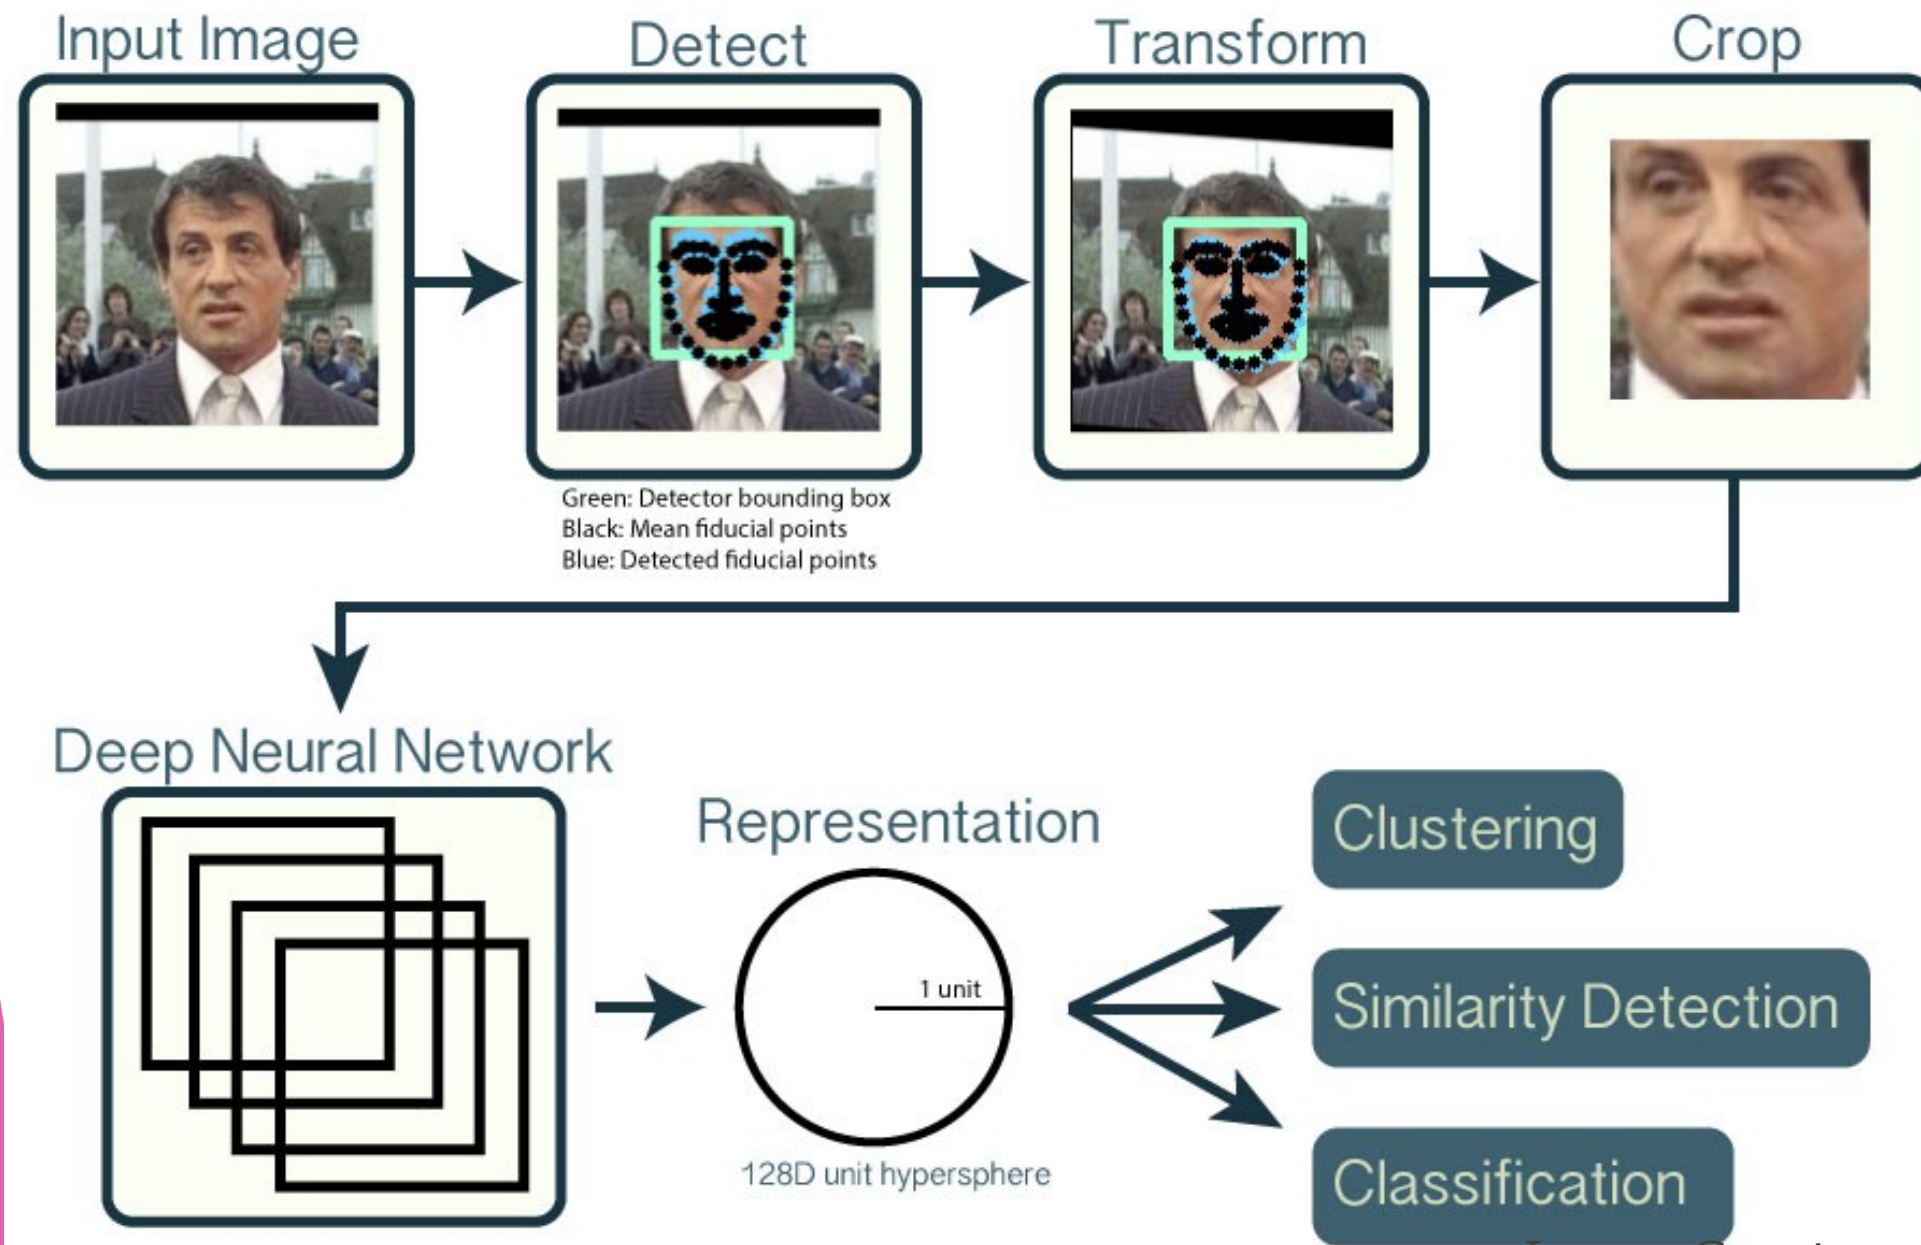 Input Image
Detect
Transform
Crop
Green: Detector bounding box
Black: Mean fiducial points
Blue: Detected fiducial points
Deep Neural Network
Representation
1 unit
128D unit hypersphere
Clustering
Similarity Detection
Classification